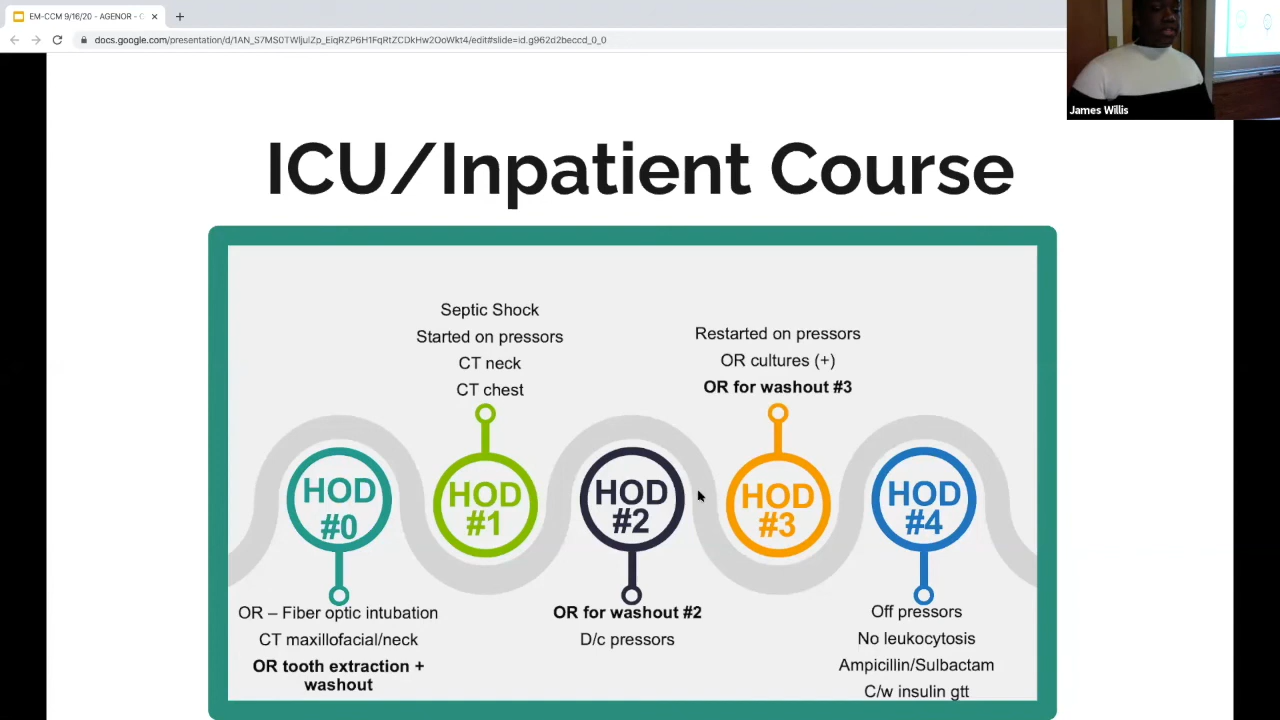 EM-CCM 9/16/20 - AGENOR - C
docs.google.com/presentation/d/1AN_S7MS0TWljulZp_EiqRZP6H1FqRtZCDkHw2OoWkt4/edit#slide=id.g962d2beccd_0_0
James Willis
ICU/Inpatient Course
Septic Shock
Started on pressors
CT neck
CT chest
Restarted on pressors
OR cultures (+)
OR for washout #3
HOD
#0
HOD
#1
HOD
#2
HOD
#3
HOD
#4
OR – Fiber optic intubation
CT maxillofacial/neck
OR tooth extraction +
washout
OR for washout #2
D/c pressors
Off pressors
No leukocytosis
Ampicillin/Sulbactam
C/w insulin gtt